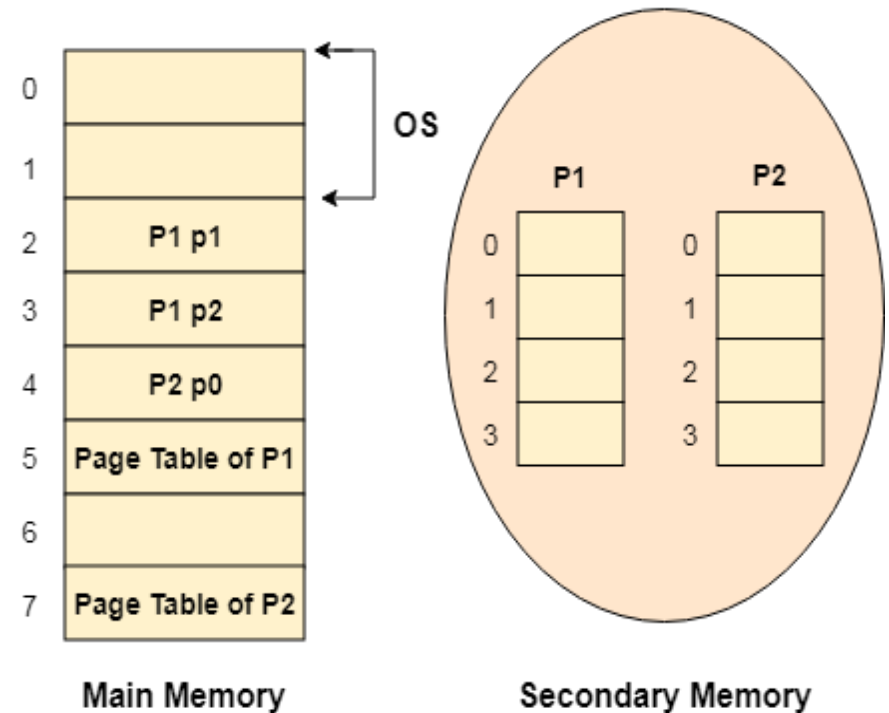 0
OS
1
P1
P2
2
P1 p1
0
0
3
P1 p2
1
1
4
P2 p0
2
2
5
Page Table of P1
3
3
6
7
Page Table of P2
Main Memory
Secondary Memory